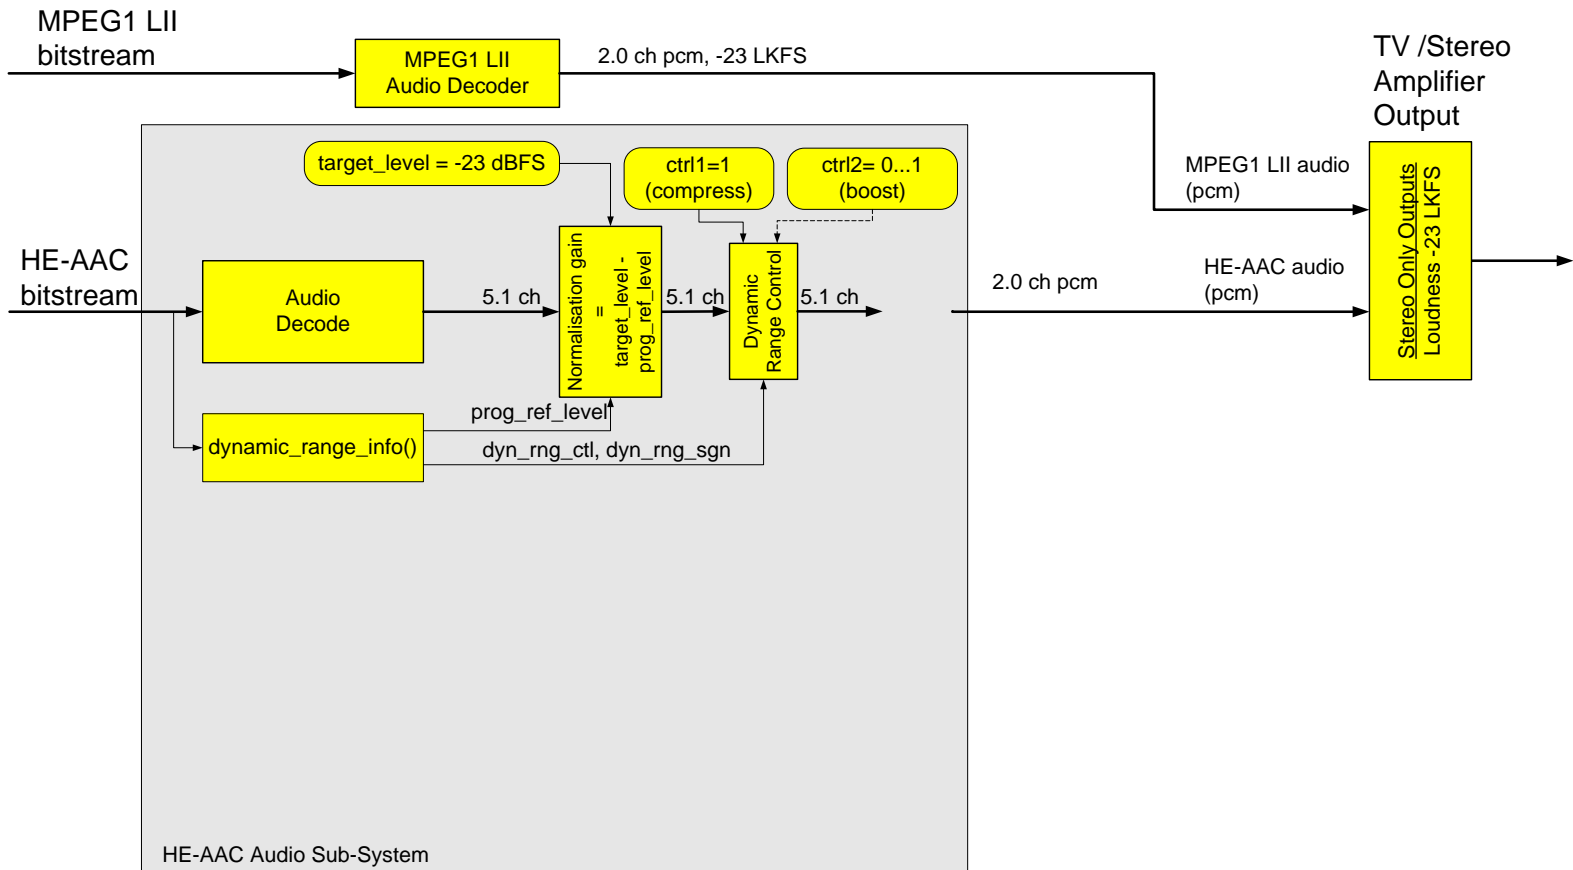 MPEG1 LII
bitstream
MPEG1 LII
Audio Decoder
2.0 ch pcm, -23 LKFS
TV /Stereo
Amplifier
Output
target_level = -23 dBFS
ctrl1=1
(compress)
ctrl2= 0...1
(boost)
MPEG1 LII audio
(pcm)
HE-AAC
bitstream
Audio
Decode
5.1 ch
Normalisation gain
=
target_level -
prog_ref_level
5.1 ch
Dynamic
Range Control
5.1 ch
2.0 ch pcm
HE-AAC audio
(pcm)
Stereo Only Outputs
Loudness -23 LKFS
dynamic_range_info()
prog_ref_level
dyn_rng_ctl, dyn_rng_sgn
HE-AAC Audio Sub-System